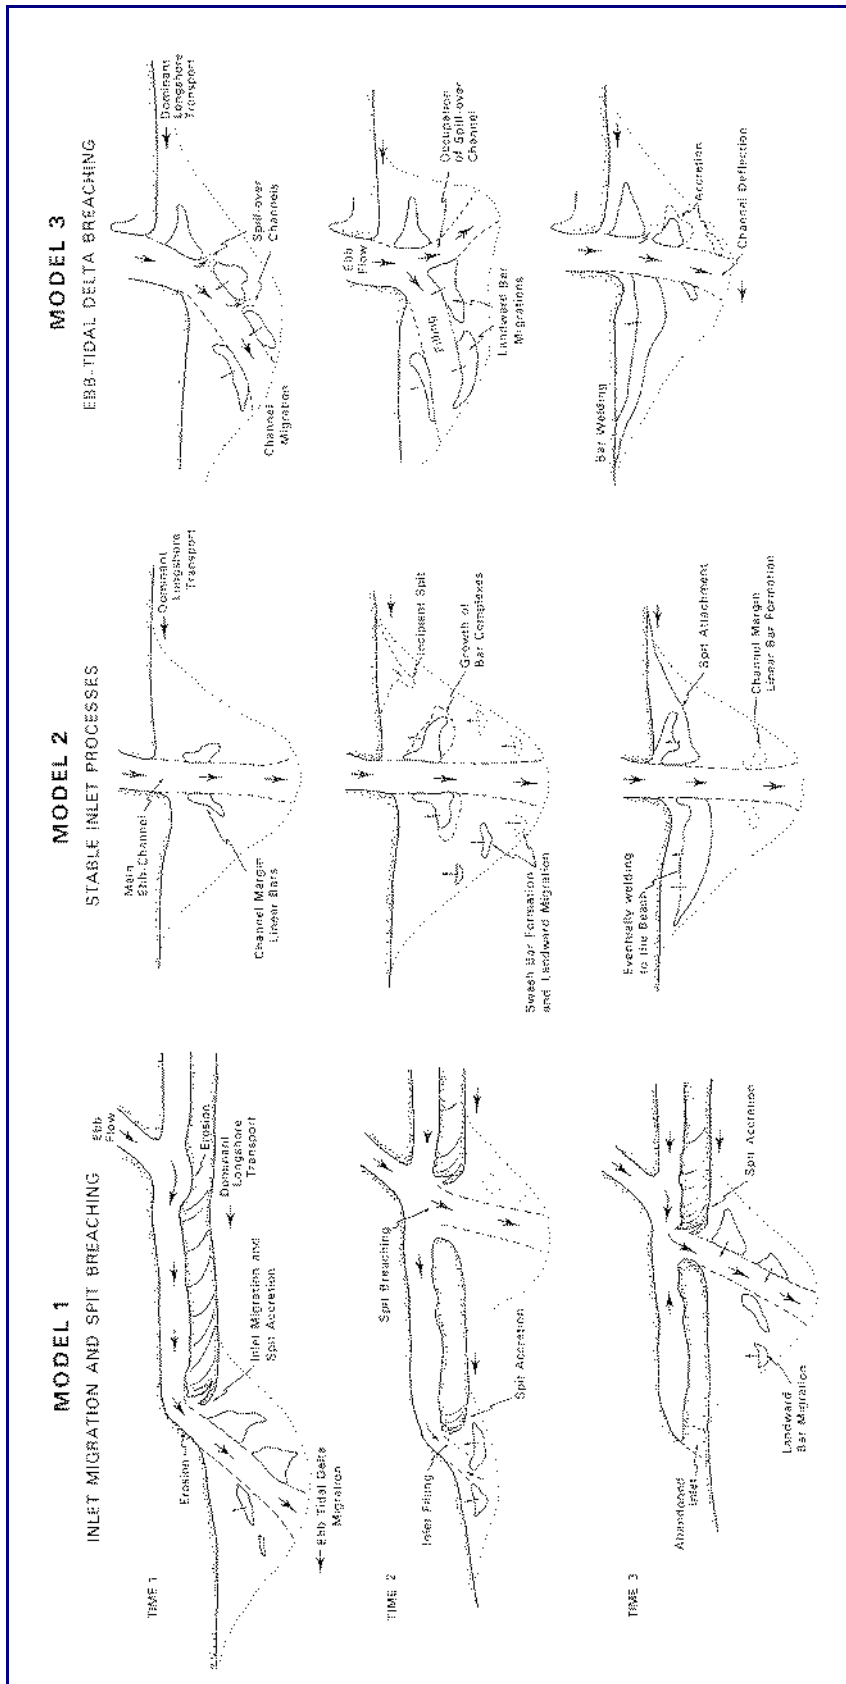 MODEL 1
INLET MIGRATION AND SPIT BREACHING
TIME 1
Ebb
Flow
Erosion
Erosion
Dominant
Longshore
Transport
Inlet Migration and
Spit Accretion
Ebb Tidal Delta
Migration
TIME 2
Spit Breaching
Inlet Filling
Spit Accretion
TIME 3
Abandoned
Inlet
Landward
Bar Migration
Spit Accretion
MODEL 2
STABLE INLET PROCESSES
Main
Ebb Channel
Dominant
Longshore
Transport
Channel Margin
Linear Bars
Incipient Spit
Growth of
Bar Complexes
Swash Bar Formation
and Landward Migration
Eventually welding
to the Beach
Spit Attachment
Channel Margin
Linear Bar Formation
MODEL 3
EBB-TIDAL DELTA BREACHING
Dominant
Longshore
Transport
Spill-over
Channels
Channel
Migration
Ebb
Flow
Filling
Occupation
of Spill-over
Channel
Landward Bar
Migrations
Bar Welding
Accretion
Channel Deflection